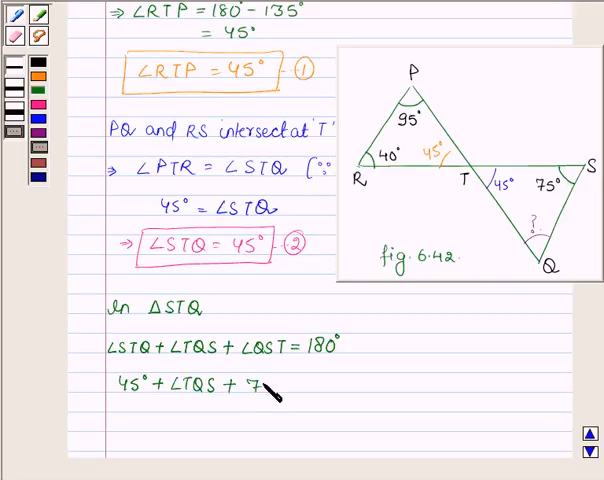 ⇒ ∠RTP = 180° − 135°
= 45°
∠RTP = 45° - ①
PQ and RS intersect at 'T'
⇒ ∠PTR = ∠STQ [∵
45° = ∠STQ
⇒ ∠STQ = 45° - ②
In ΔSTQ
∠STQ + ∠TQS + ∠QST = 180°
45° + ∠TQS + 7
P
95°
R
40°
45°
T
45°
75°
S
?
Q
fig. 6.42.